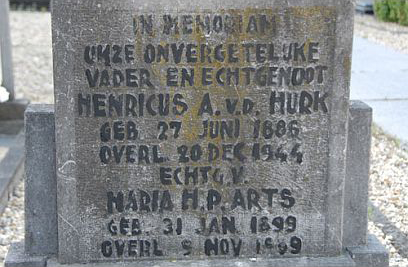 IN MEMORIAM
ONZE ONVERGETELIJKE
VADER EN ECHTGENOOT
HENRICUS A. v.d. HURK
GEB. 27 JUNI 1886
OVERL. 20 DEC 1944
ECHTG.V.
MARIA H.P. ARTS
GEB. 31 JAN. 1899
OVERL 9 NOV